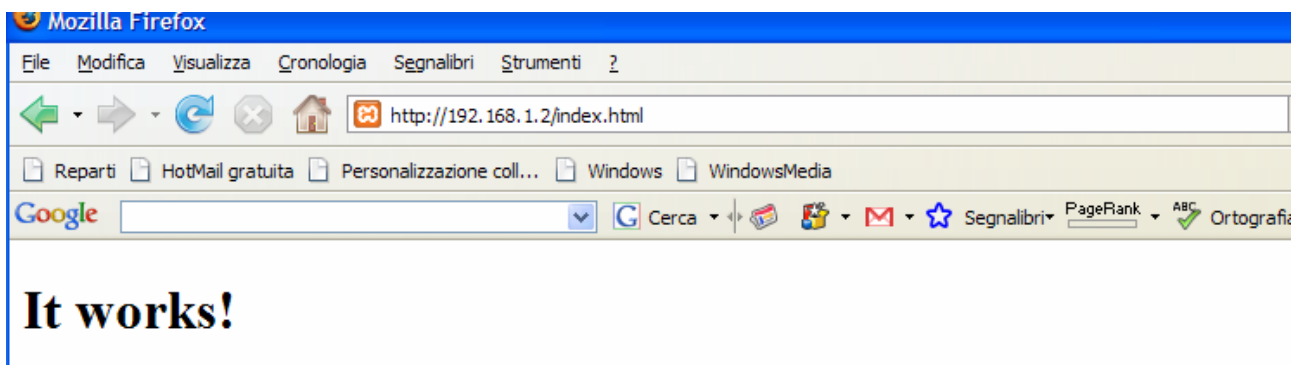 Mozilla Firefox
File Modifica Visualizza Cronologia Segnalibri Strumenti ?
http://192.168.1.2/index.html
Reparti HotMail gratuita Personalizzazione coll... Windows WindowsMedia
Google G Cerca Segnalibri PageRank ABC Ortografia
It works!